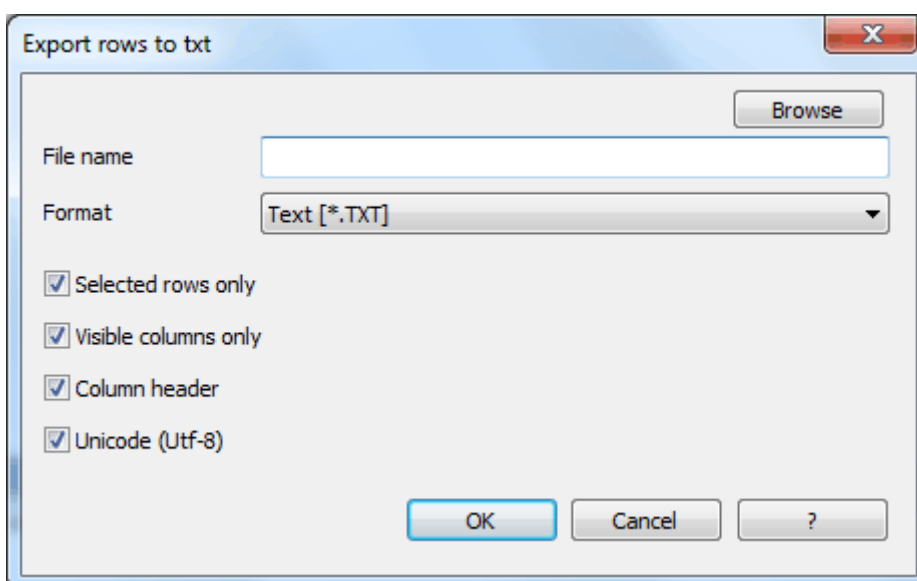 Export rows to txt
Browse
File name
Format
Text [*.TXT]
Selected rows only
Visible columns only
Column header
Unicode (Utf-8)
OK Cancel ?